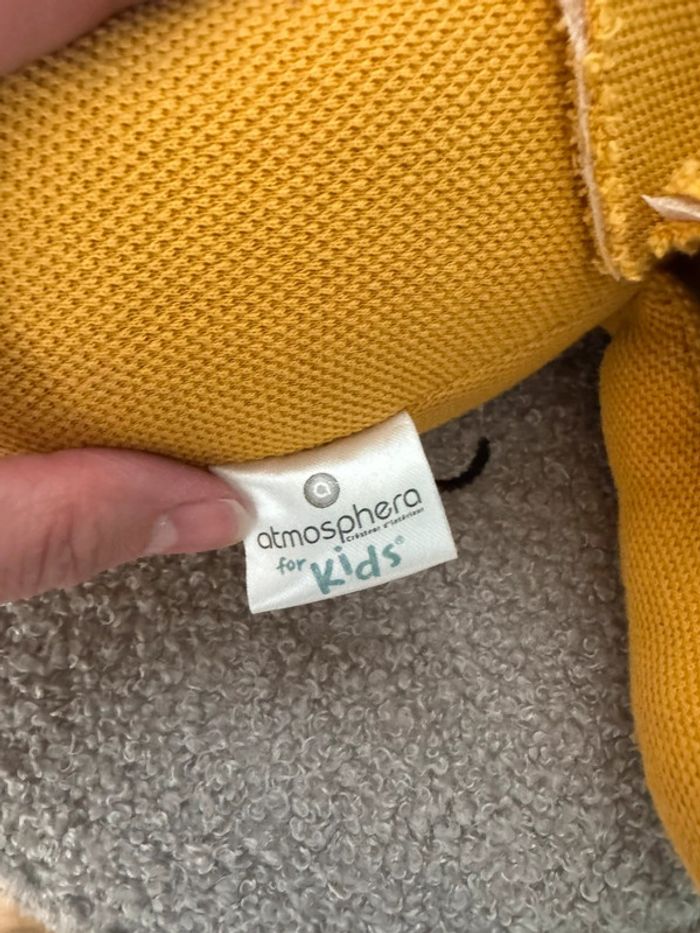 a
atmosphera
Créateur d'intérieur
for Kids®